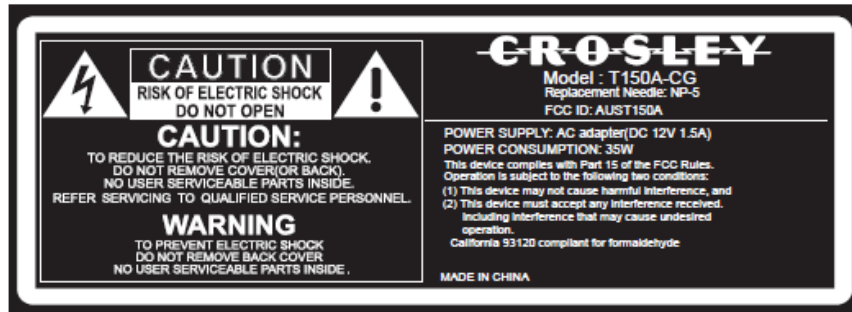 CAUTION
RISK OF ELECTRIC SHOCK
DO NOT OPEN
CAUTION:
TO REDUCE THE RISK OF ELECTRIC SHOCK.
DO NOT REMOVE COVER(OR BACK).
NO USER SERVICEABLE PARTS INSIDE.
REFER SERVICING TO QUALIFIED SERVICE PERSONNEL.
WARNING
TO PREVENT ELECTRIC SHOCK
DO NOT REMOVE BACK COVER
NO USER SERVICEABLE PARTS INSIDE.
CROSLEY
Model : T150A-CG
Replacement Needle: NP-5
FCC ID: AUST150A
POWER SUPPLY: AC adapter(DC 12V 1.5A)
POWER CONSUMPTION: 35W
This device complies with Part 15 of the FCC Rules.
Operation is subject to the following two conditions:
(1) This device may not cause harmful interference, and
(2) This device must accept any interference received.
Including interference that may cause undesired
operation.
California 93120 compliant for formaldehyde
MADE IN CHINA